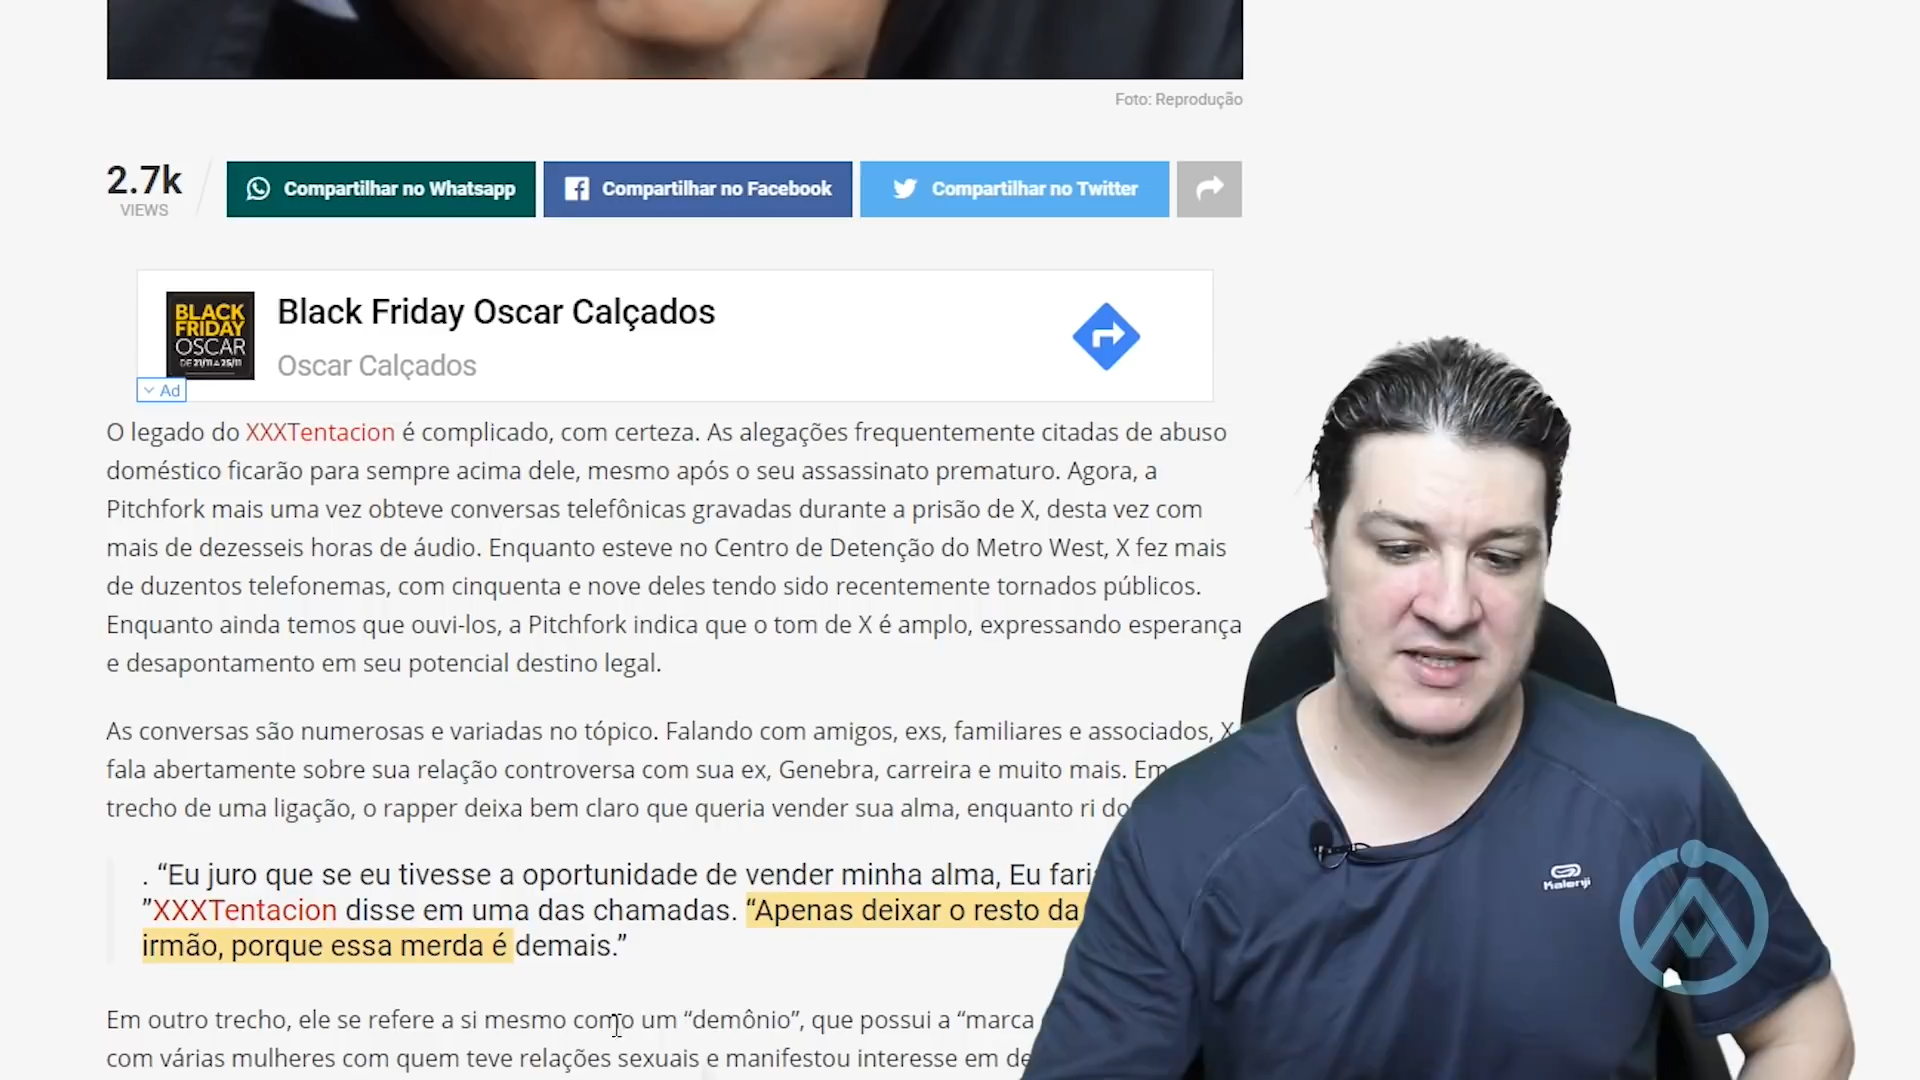 Foto: Reprodução
2.7k
VIEWS
Compartilhar no Whatsapp
Compartilhar no Facebook
Compartilhar no Twitter
BLACK
FRIDAY
OSCAR
DE 21/11 A 25/11
Black Friday Oscar Calçados
Oscar Calçados
Ad
O legado do XXXTentacion é complicado, com certeza. As alegações frequentemente citadas de abuso
doméstico ficarão para sempre acima dele, mesmo após o seu assassinato prematuro. Agora, a
Pitchfork mais uma vez obteve conversas telefônicas gravadas durante a prisão de X, desta vez com
mais de dezesseis horas de áudio. Enquanto esteve no Centro de Detenção do Metro West, X fez mais
de duzentos telefonemas, com cinquenta e nove deles tendo sido recentemente tornados públicos.
Enquanto ainda temos que ouvi-los, a Pitchfork indica que o tom de X é amplo, expressando esperança
e desapontamento em seu potencial destino legal.
As conversas são numerosas e variadas no tópico. Falando com amigos, exs, familiares e associados, X
fala abertamente sobre sua relação controversa com sua ex, Genebra, carreira e muito mais. Em
trecho de uma ligação, o rapper deixa bem claro que queria vender sua alma, enquanto ri do
. “Eu juro que se eu tivesse a oportunidade de vender minha alma, Eu
”XXXTentacion disse em uma das chamadas. “Apenas deixar o resto da
irmão, porque essa merda é demais.”
Em outro trecho, ele se refere a si mesmo como um “demônio”, que possui a “marca
com várias mulheres com quem teve relações sexuais e manifestou interesse em
Kalenji